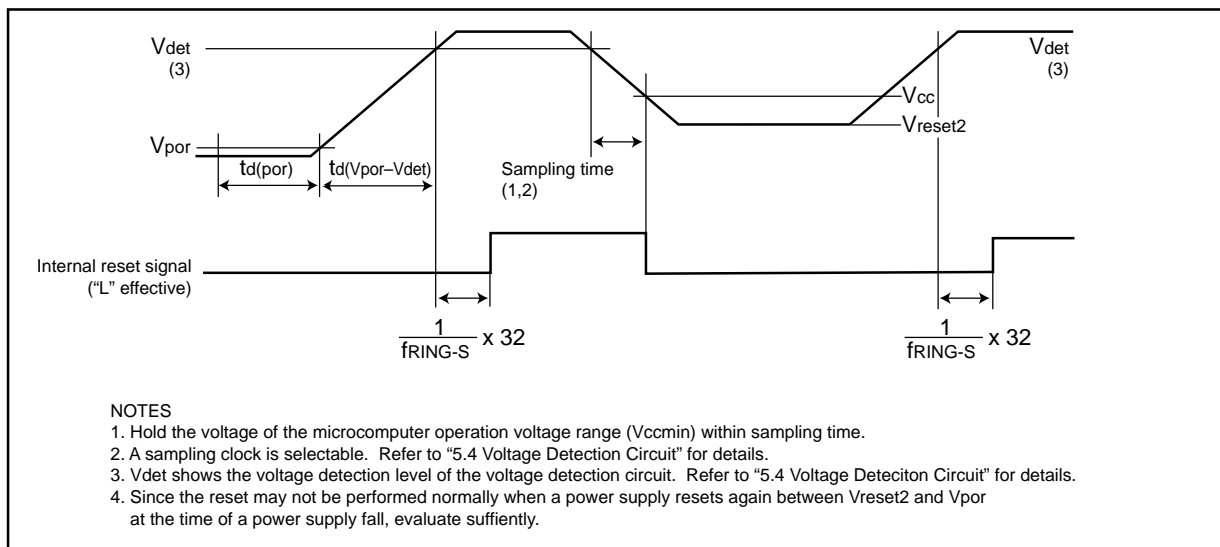 Vdet
(3)
Vdet
(3)
Vcc
Vreset2
Vpor
td(por)
td(Vpor–Vdet)
Sampling time
(1,2)
Internal reset signal
(“L” effective)
1
fRING-S
x 32
1
fRING-S
x 32
NOTES
1. Hold the voltage of the microcomputer operation voltage range (Vccmin) within sampling time.
2. A sampling clock is selectable. Refer to “5.4 Voltage Detection Circuit” for details.
3. Vdet shows the voltage detection level of the voltage detection circuit. Refer to “5.4 Voltage Deteciton Circuit” for details.
4. Since the reset may not be performed normally when a power supply resets again between Vreset2 and Vpor
at the time of a power supply fall, evaluate suffiently.